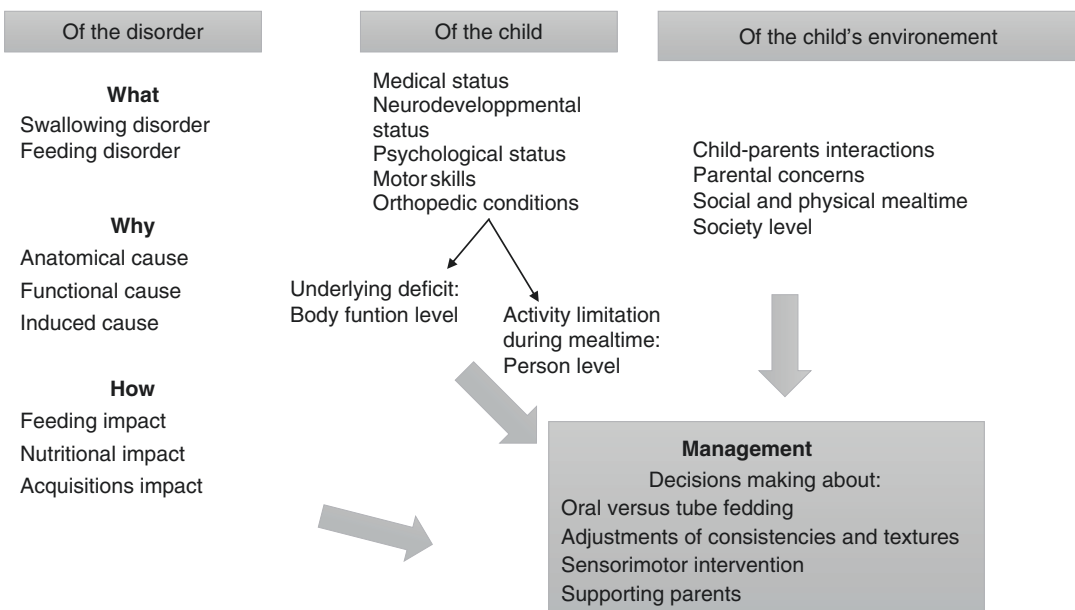 Of the disorder
What
Swallowing disorder
Feeding disorder
Why
Anatomical cause
Functional cause
Induced cause
How
Feeding impact
Nutritional impact
Acquisitions impact
Of the child
Medical status
Neurodeveloppmental
status
Psychological status
Motor skills
Orthopedic conditions
Underlying deficit:
Body funtion level
Activity limitation
during mealtime:
Person level
Of the child's environement
Child-parents interactions
Parental concerns
Social and physical mealtime
Society level
Management
Decisions making about:
Oral versus tube fedding
Adjustments of consistencies and textures
Sensorimotor intervention
Supporting parents